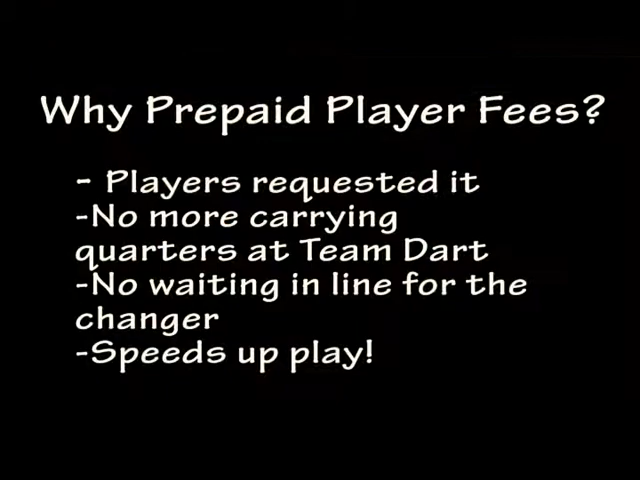 Why Prepaid Player Fees?
- Players requested it
-No more carrying
quarters at Team Dart
-No waiting in line for the
changer
-Speeds up play!